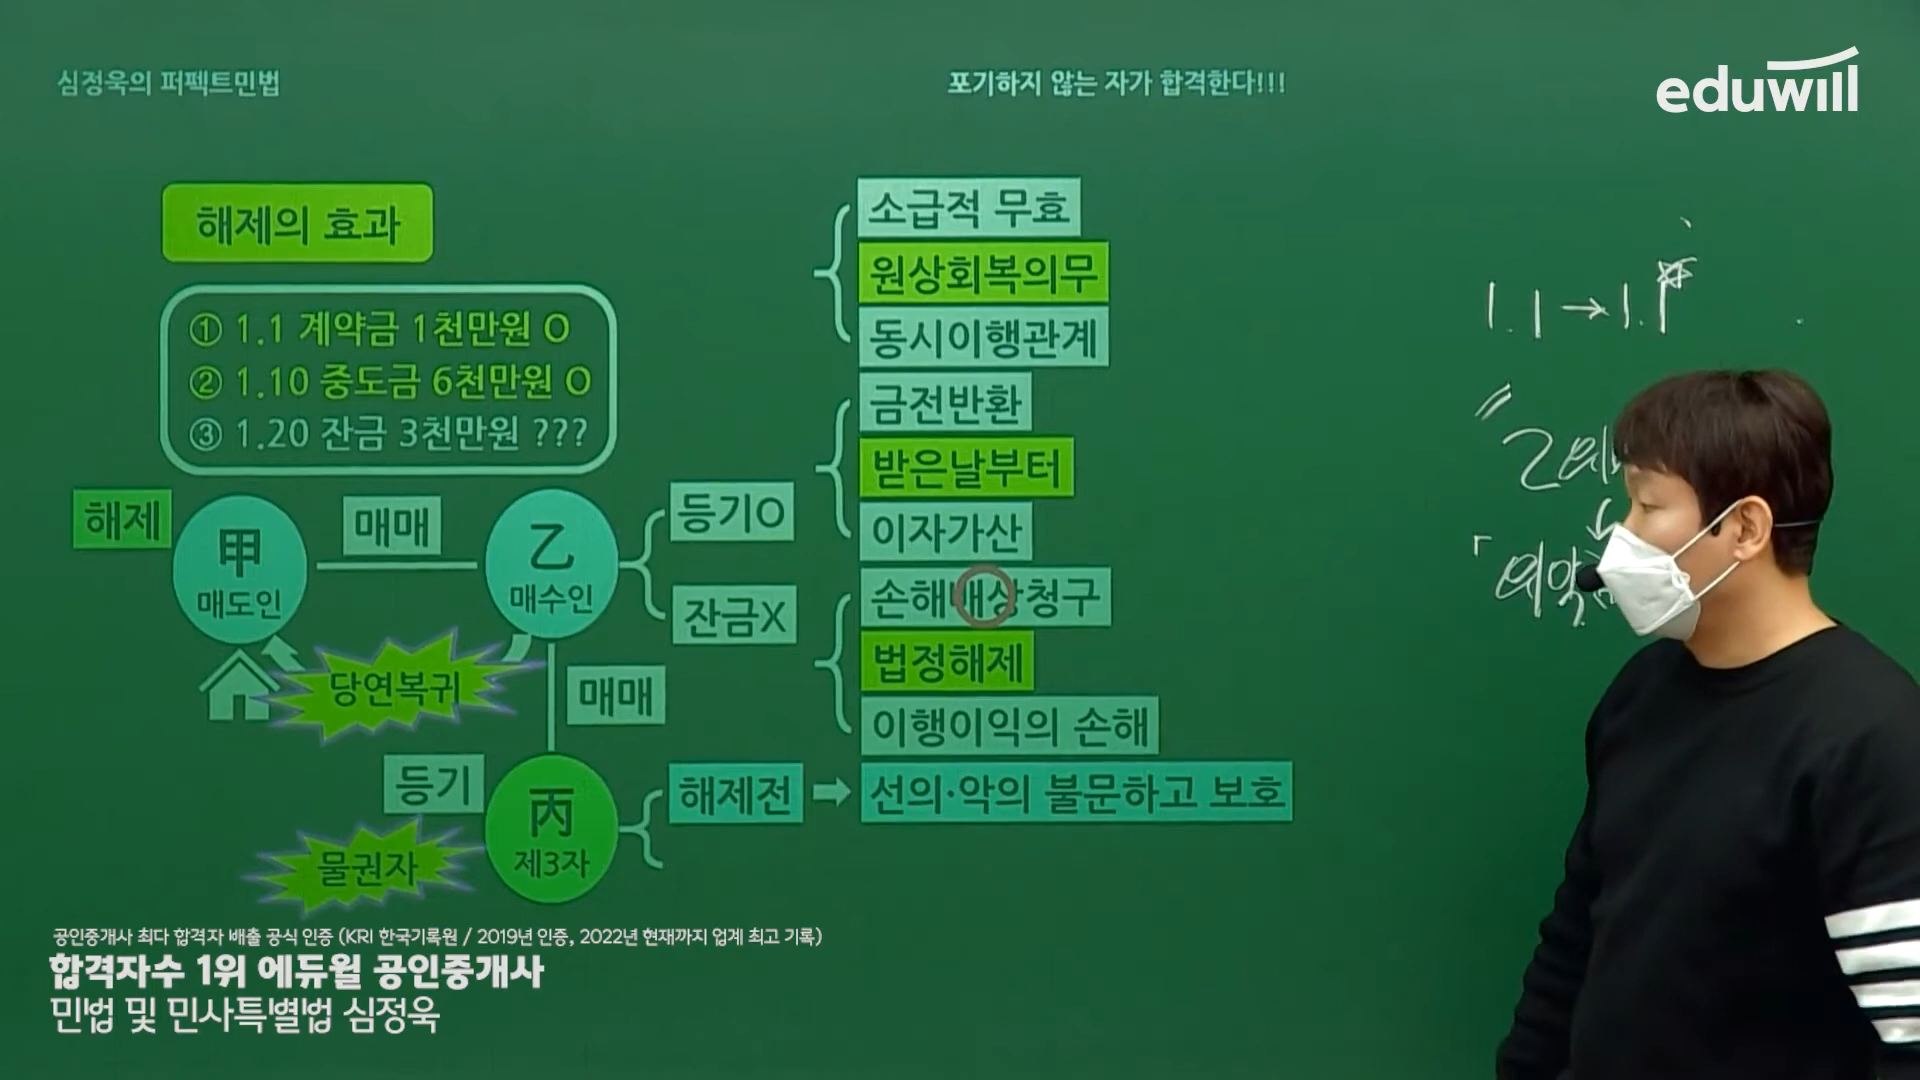 심정욱의 퍼펙트민법
포기하지 않는 자가 합격한다!!!
eduwill
해제의 효과
① 1.1 계약금 1천만원 O
② 1.10 중도금 6천만원 O
③ 1.20 잔금 3천만원 ???
해제
甲
매도인
매매
乙
매수인
등기O
잔금X
당연복귀
매매
등기
丙
제3자
물권자
소급적 무효
원상회복의무
동시이행관계
금전반환
받은날부터
이자가산
손해배상청구
법정해제
이행이익의 손해
해제전
선의·악의 불문하고 보호
1.1→1.1
공인중개사 최다 합격자 배출 공식 인증 (KRI 한국기록원 / 2019년 인증, 2022년 현재까지 업계 최고 기록)
합격자수 1위 에듀윌 공인중개사
민법 및 민사특별법 심정욱